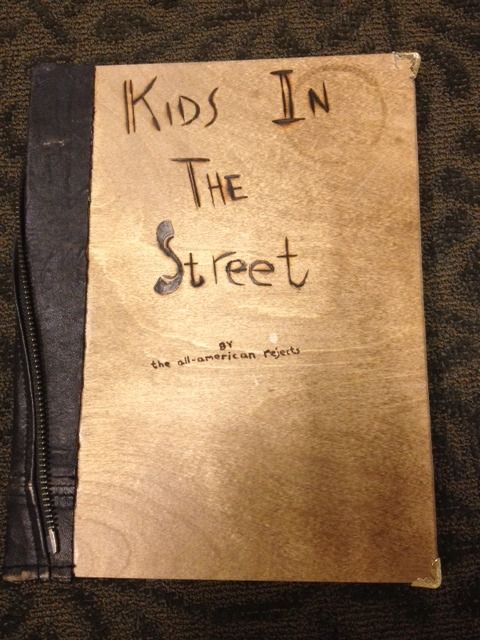 Kids In
The
Street
BY
the all-american rejects